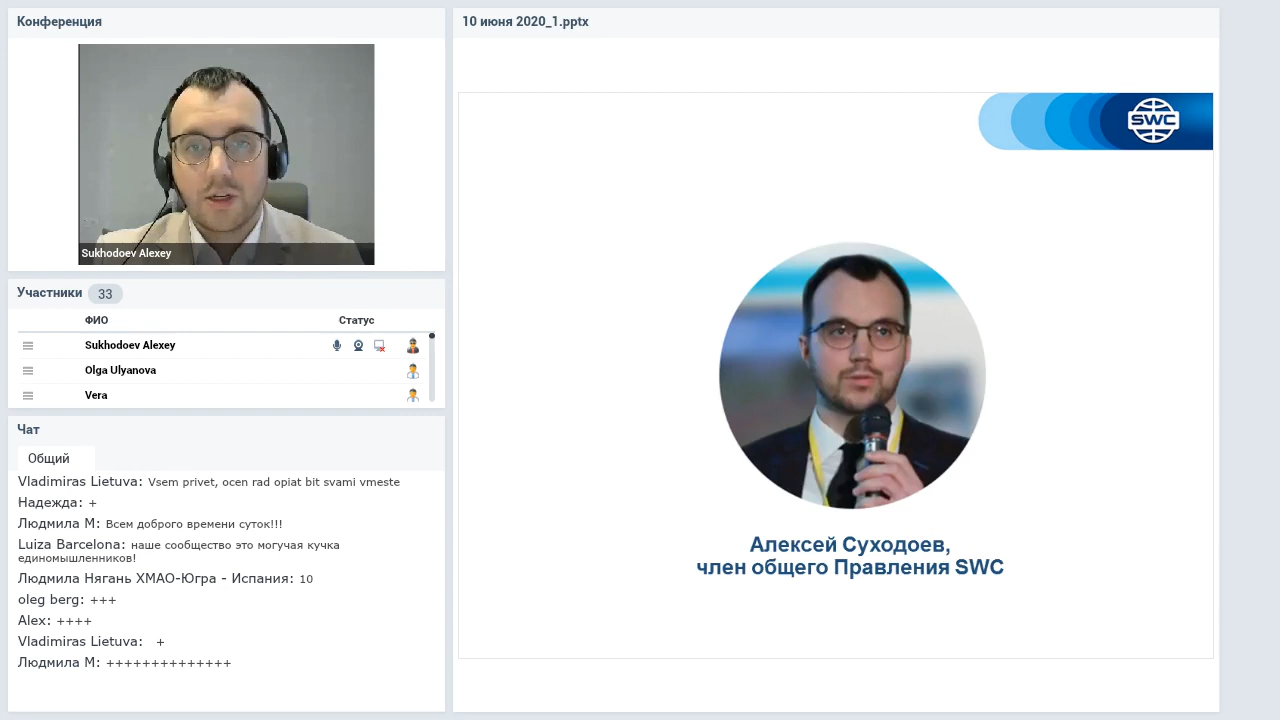 Конференция
Sukhodoev Alexey
Участники 33
ФИО Статус
Sukhodoev Alexey
Olga Ulyanova
Vera
Чат
Общий
Vladimiras Lietuva: Vsem privet, ocen rad opiat bit svami vmeste
Надежда: +
Людмила М: Всем доброго времени суток!!!
Luiza Barcelona: наше сообщество это могучая кучка
единомышленников!
Людмила Нягань ХМАО-Югра - Испания: 10
oleg berg: +++
Alex: ++++
Vladimiras Lietuva: +
Людмила М: ++++++++++++++
10 июня 2020_1.pptx
SWC
Алексей Суходоев,
член общего Правления SWC